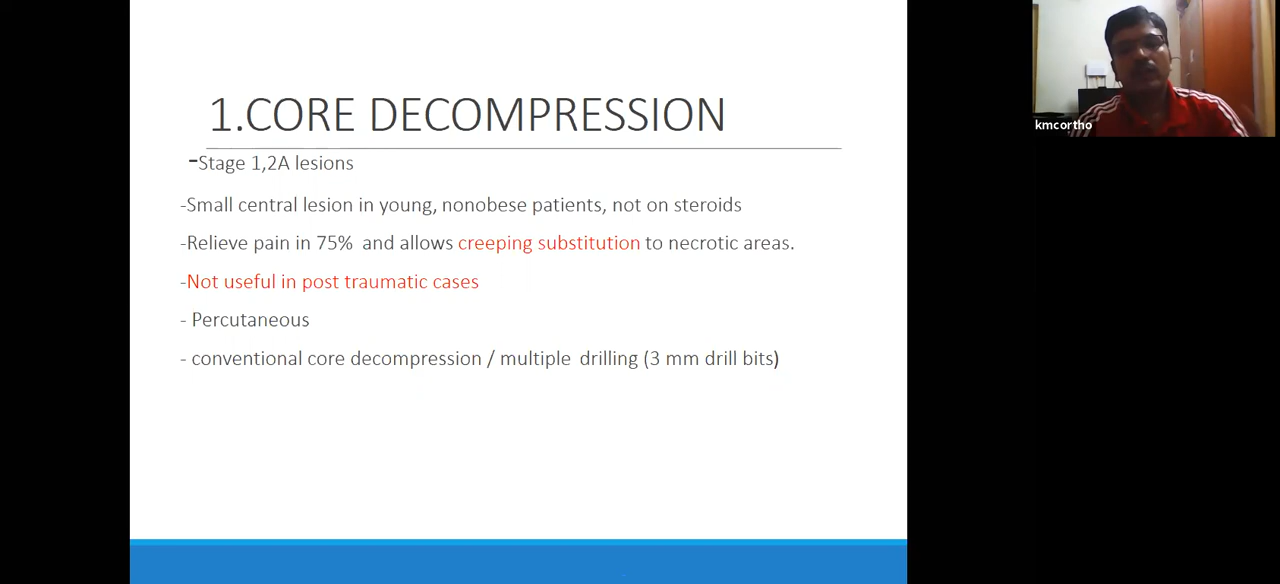 1.CORE DECOMPRESSION
-Stage 1,2A lesions
-Small central lesion in young, nonobese patients, not on steroids
-Relieve pain in 75% and allows creeping substitution to necrotic areas.
-Not useful in post traumatic cases
- Percutaneous
- conventional core decompression / multiple drilling (3 mm drill bits)
kmcortho